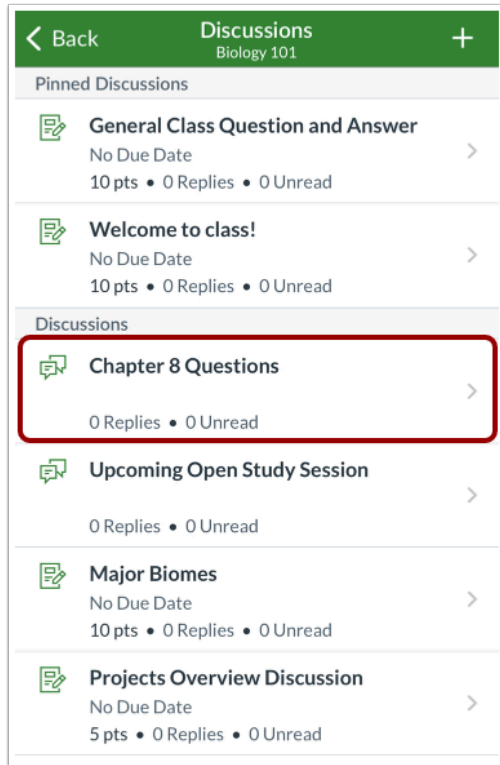 Back
Discussions
Biology 101
Pinned Discussions
General Class Question and Answer
No Due Date
10 pts • 0 Replies • 0 Unread
Welcome to class!
No Due Date
10 pts • 0 Replies • 0 Unread
Discussions
Chapter 8 Questions
0 Replies • 0 Unread
Upcoming Open Study Session
0 Replies • 0 Unread
Major Biomes
No Due Date
10 pts • 0 Replies • 0 Unread
Projects Overview Discussion
No Due Date
5 pts • 0 Replies • 0 Unread